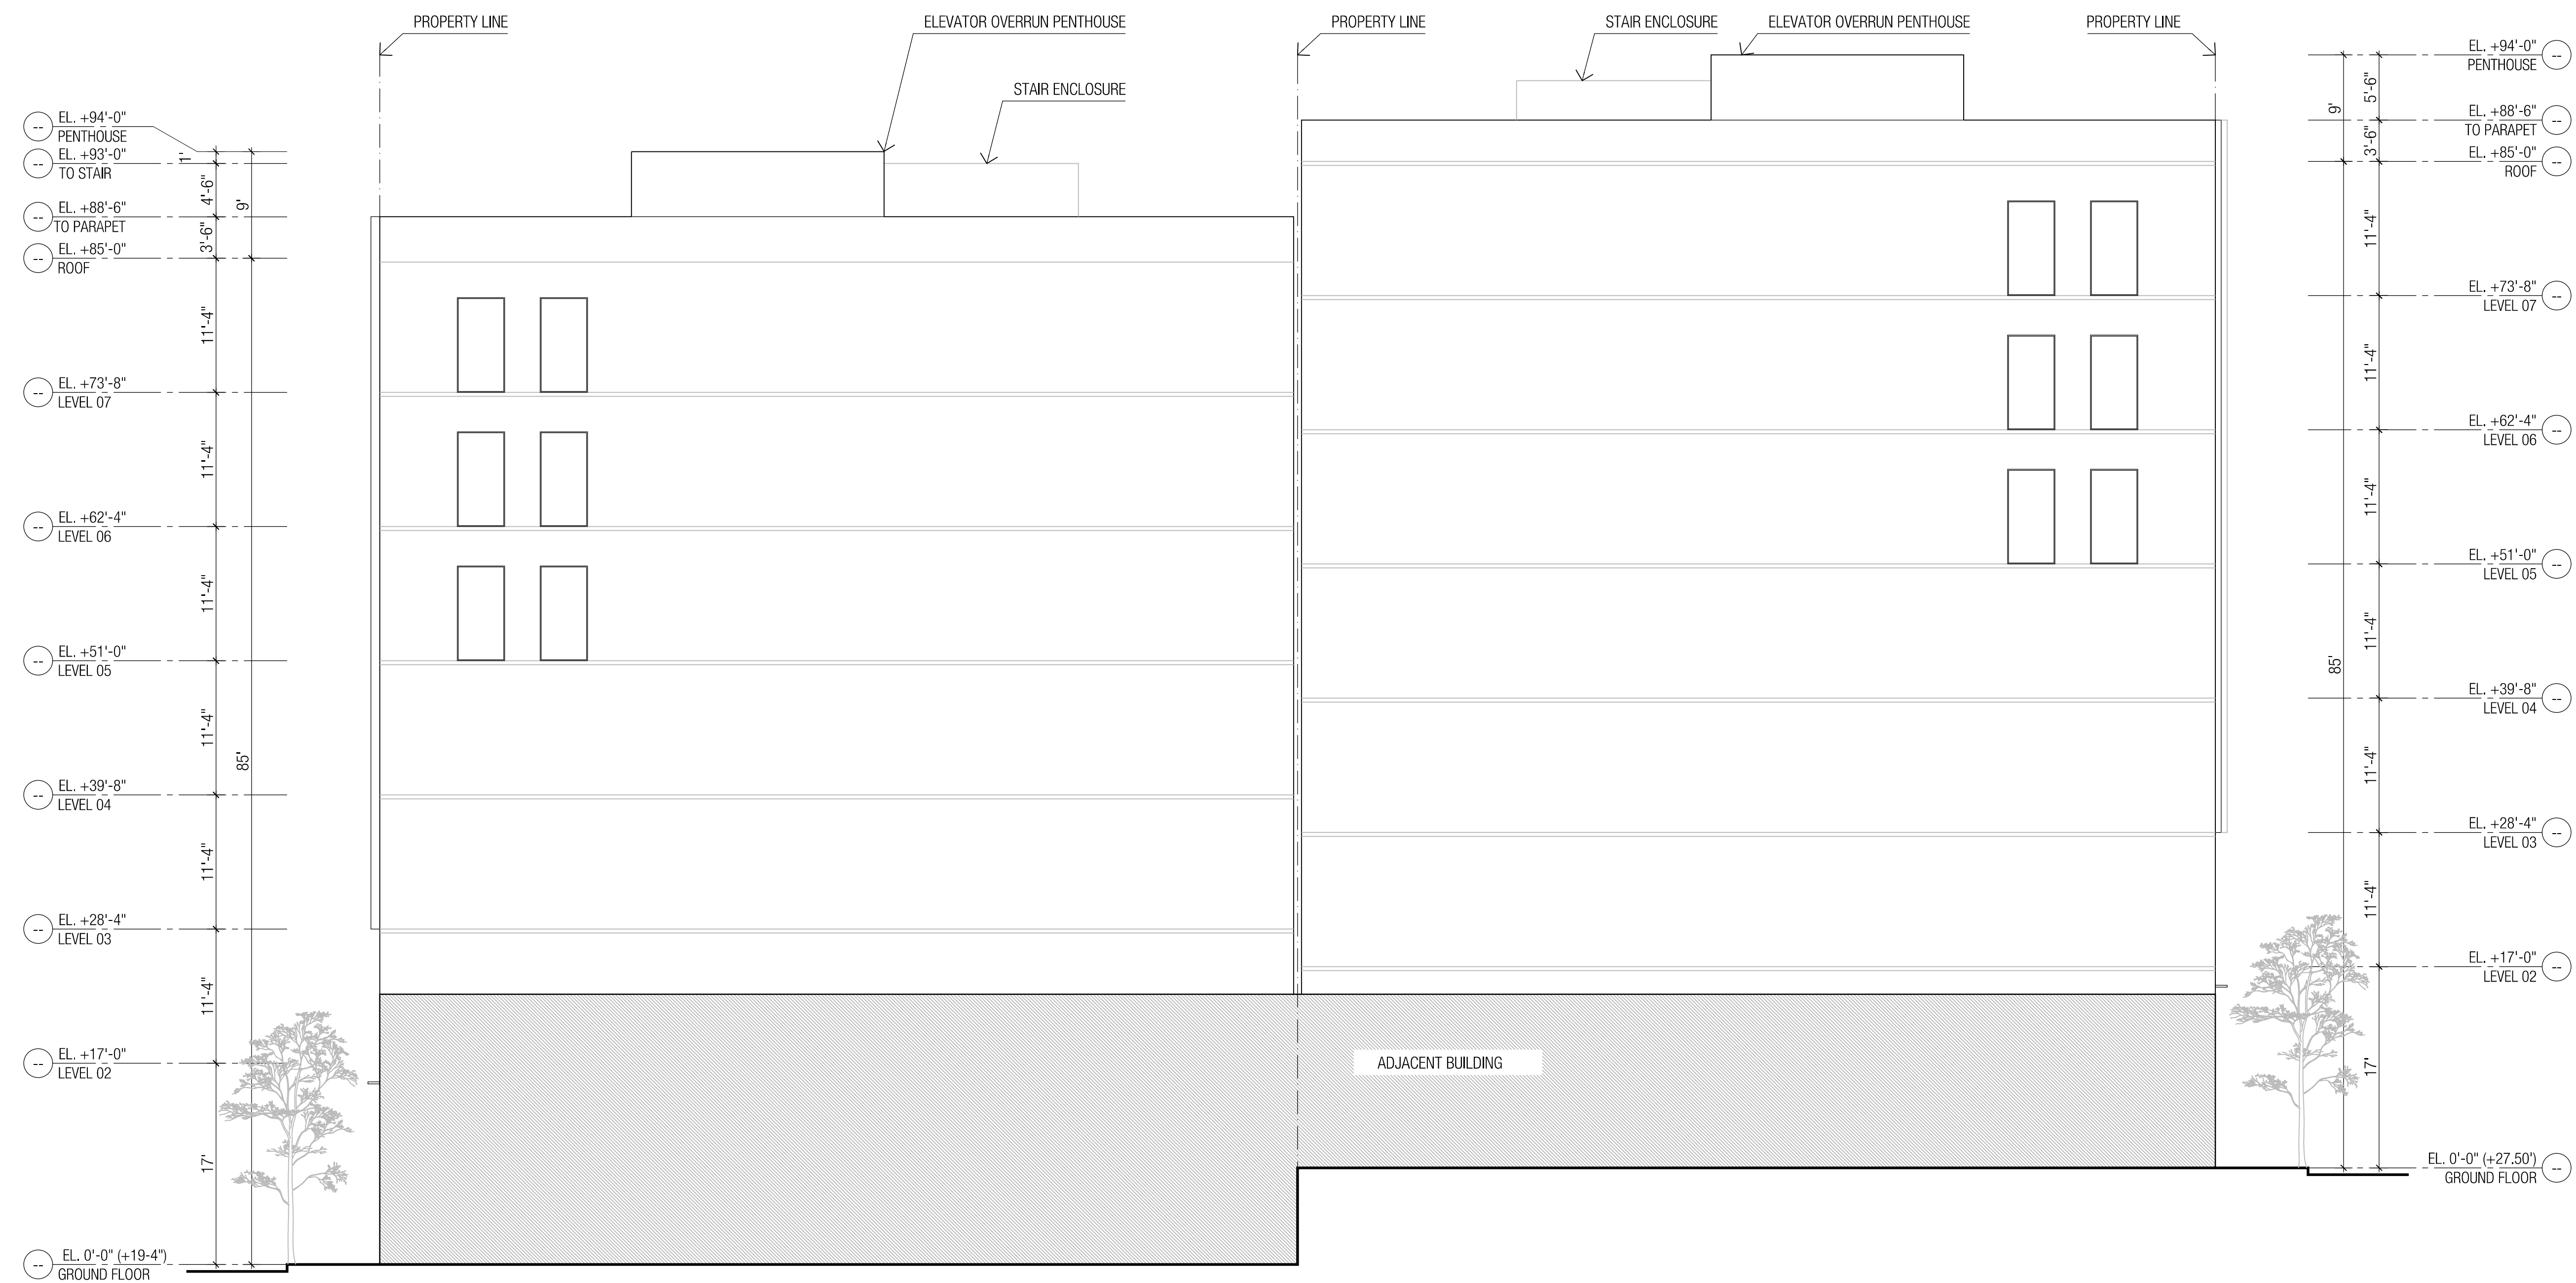 PROPERTY LINE
ELEVATOR OVERRUN PENTHOUSE
STAIR ENCLOSURE
PROPERTY LINE
STAIR ENCLOSURE
ELEVATOR OVERRUN PENTHOUSE
PROPERTY LINE
-- EL. +94'-0"
PENTHOUSE
-- EL. +93'-0"
TO STAIR
-- EL. +88'-6"
TO PARAPET
-- EL. +85'-0"
ROOF
-- EL. +73'-8"
LEVEL 07
-- EL. +62'-4"
LEVEL 06
-- EL. +51'-0"
LEVEL 05
-- EL. +39'-8"
LEVEL 04
-- EL. +28'-4"
LEVEL 03
-- EL. +17'-0"
LEVEL 02
-- EL. 0'-0" (+19-4")
GROUND FLOOR
1'
4'-6"
3'-6"
11'-4"
11'-4"
11'-4"
11'-4"
11'-4"
11'-4"
17'
9'
85'
ADJACENT BUILDING
9'
85'
5'-6"
3'-6"
11'-4"
11'-4"
11'-4"
11'-4"
11'-4"
11'-4"
17'
EL. +94'-0" --
PENTHOUSE
EL. +88'-6" --
TO PARAPET
EL. +85'-0" --
ROOF
EL. +73'-8" --
LEVEL 07
EL. +62'-4" --
LEVEL 06
EL. +51'-0" --
LEVEL 05
EL. +39'-8" --
LEVEL 04
EL. +28'-4" --
LEVEL 03
EL. +17'-0" --
LEVEL 02
EL. 0'-0" (+27.50') --
GROUND FLOOR